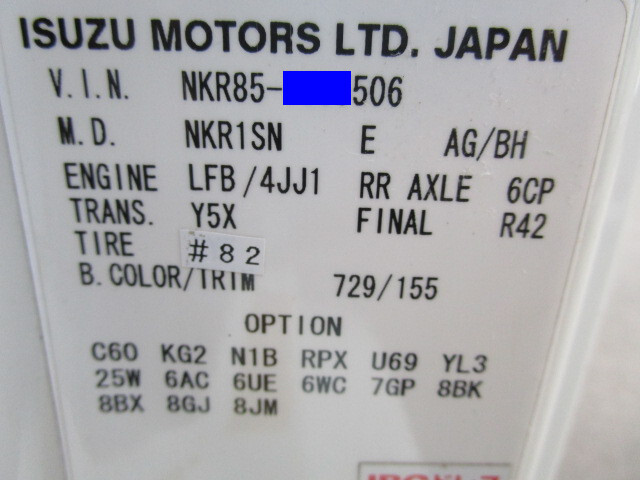 ISUZU MOTORS LTD. JAPAN
V.I.N. NKR85- 506
M.D. NKR1SN E AG/BH
ENGINE LFB/4JJ1 RR AXLE 6CP
TRANS. Y5X FINAL R42
TIRE #82
B. COLOR/TRIM 729/155
OPTION
C60 KG2 N1B RPX U69 YL3
25W 6AC 6UE 6WC 7GP 8BK
8BX 8GJ 8JM